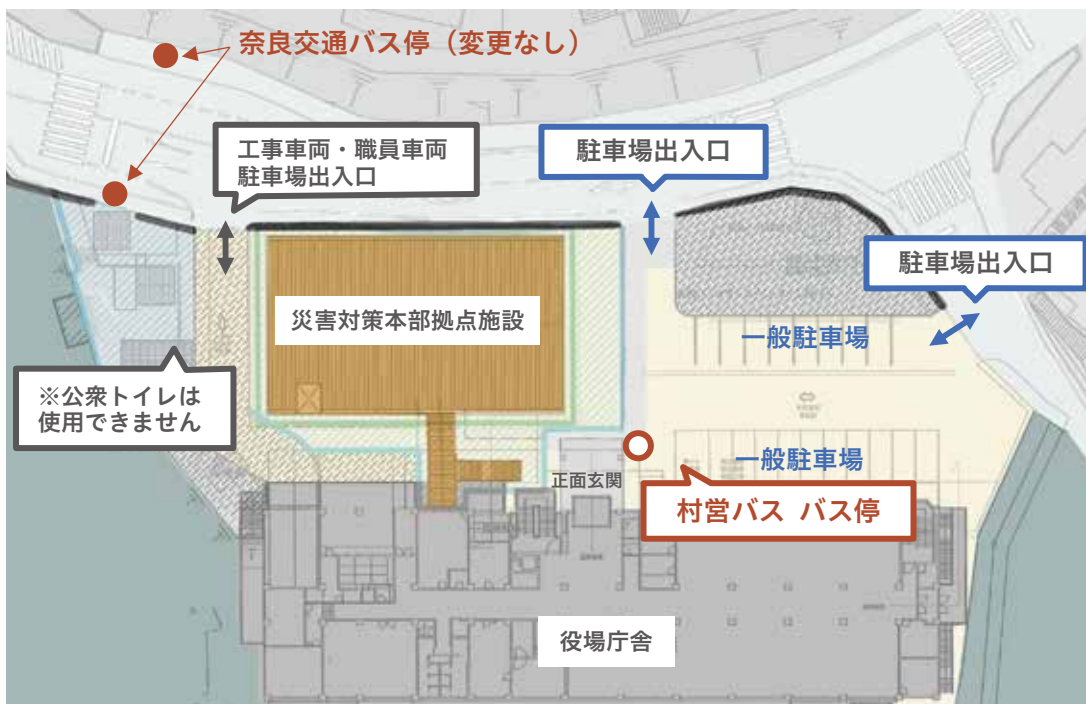 奈良交通バス停（変更なし）
工事車両・職員車両
駐車場出入口
駐車場出入口
駐車場出入口
災害対策本部拠点施設
一般駐車場
※公衆トイレは
使用できません
一般駐車場
正面玄関
村営バス バス停
役場庁舎